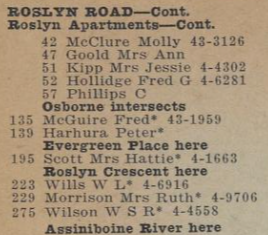 ROSLYN ROAD—Cont.
Roslyn Apartments—Cont.
42 McClure Molly 43-3126
47 Goold Mrs Ann
51 Kipp Mrs Jessie 4-4302
52 Hollidge Fred G 4-6281
57 Phillips C
Osborne intersects
135 McGuire Fred* 43-1959
139 Harhura Peter*
Evergreen Place here
195 Scott Mrs Hattie* 4-1663
Roslyn Crescent here
223 Wills W L* 4-6916
229 Morrison Mrs Ruth* 4-9706
275 Wilson W S R* 4-4558
Assiniboine River here